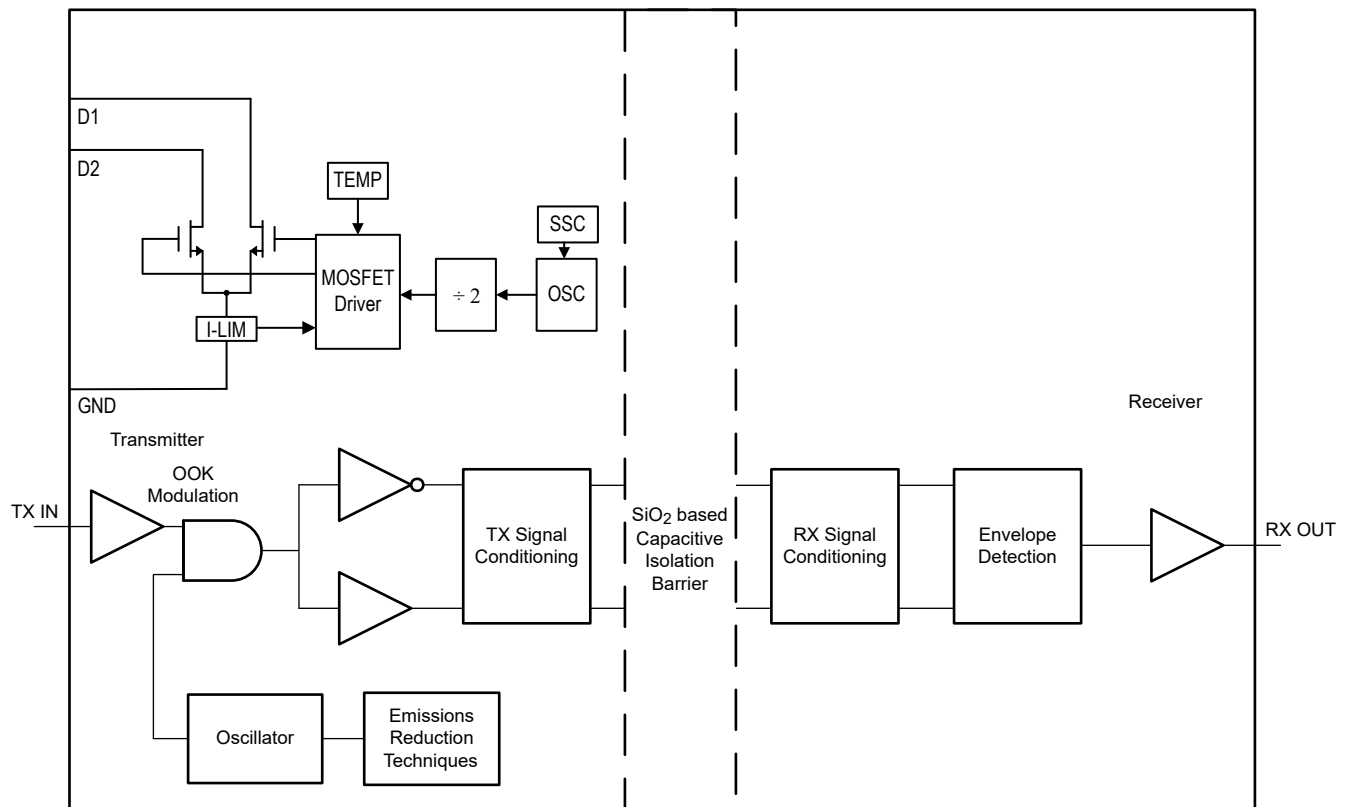 D1
D2
TEMP
SSC
MOSFET
Driver
÷ 2
OSC
I-LIM
GND
Receiver
Transmitter
OOK
Modulation
TX IN
TX Signal
Conditioning
SiO₂ based
Capacitive
Isolation
Barrier
RX Signal
Conditioning
Envelope
Detection
RX OUT
Oscillator
Emissions
Reduction
Techniques